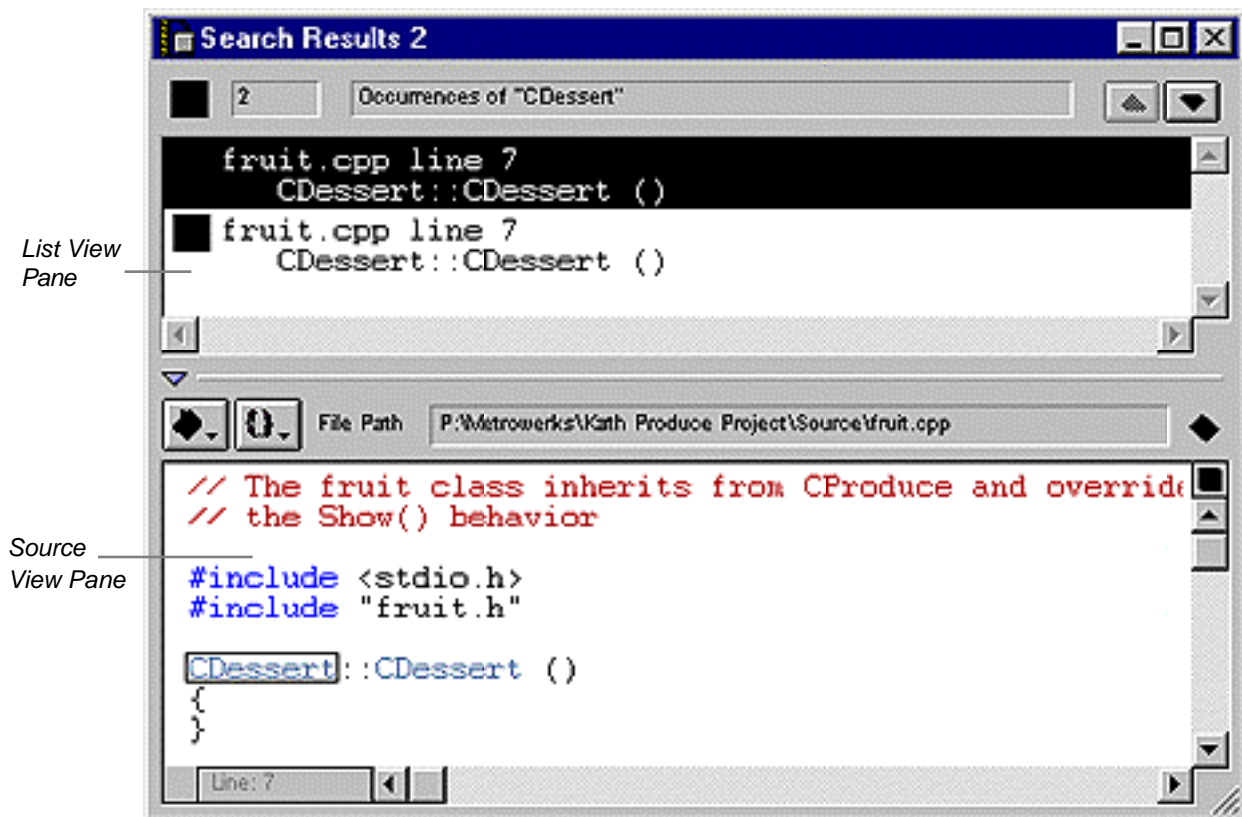 Search Results 2
2
Occurrences of "CDessert"
fruit.cpp line 7
CDessert::CDessert ()
fruit.cpp line 7
CDessert::CDessert ()
List View
Pane
File Path
P:\Metrowerks\Kath Produce Project\Source\fruit.cpp
// The fruit class inherits from CProduce and override
// the Show() behavior
Source
View Pane
#include <stdio.h>
#include "fruit.h"
CDessert::CDessert ()
{
}
Line: 7